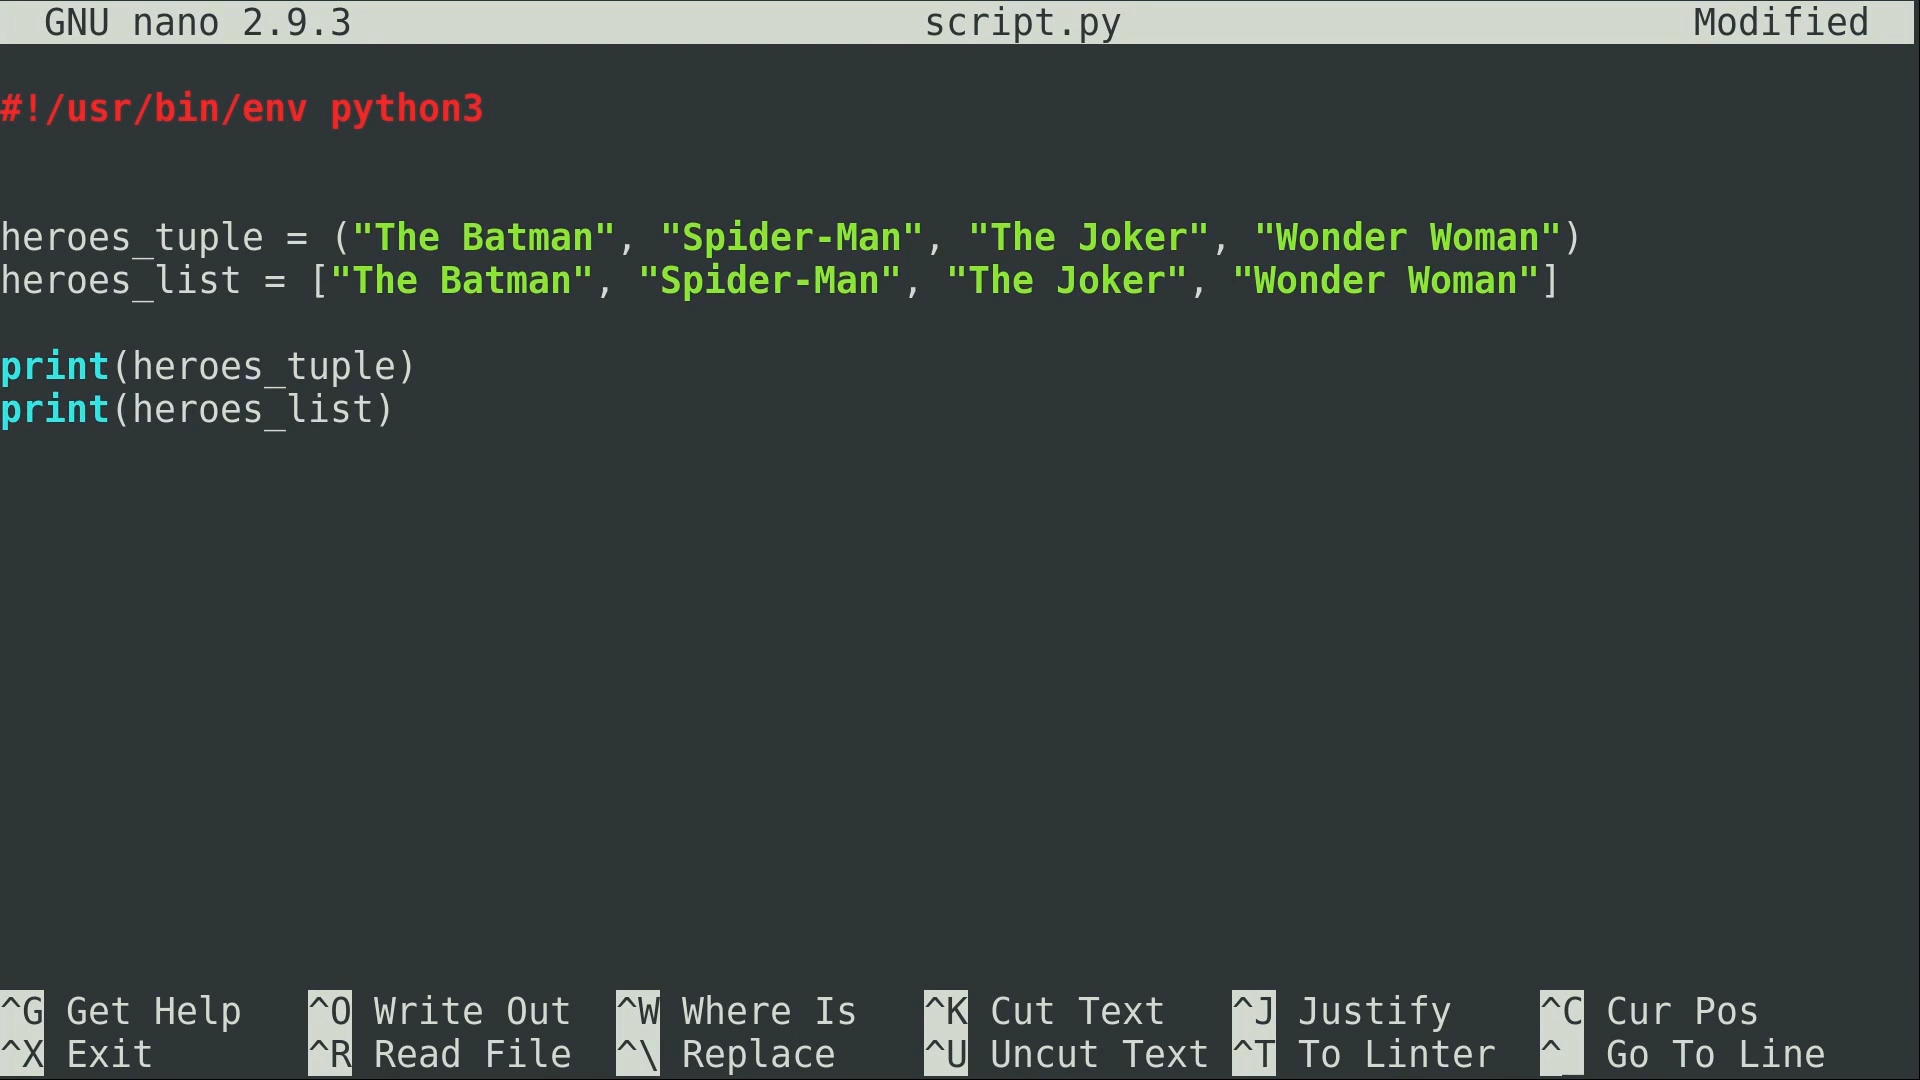 GNU nano 2.9.3 script.py Modified
#!/usr/bin/env python3
heroes_tuple = ("The Batman", "Spider-Man", "The Joker", "Wonder Woman")
heroes_list = ["The Batman", "Spider-Man", "The Joker", "Wonder Woman"]
print(heroes_tuple)
print(heroes_list)
^G Get Help ^O Write Out ^W Where Is ^K Cut Text ^J Justify ^C Cur Pos
^X Exit ^R Read File ^\ Replace ^U Uncut Text ^T To Linter ^_ Go To Line